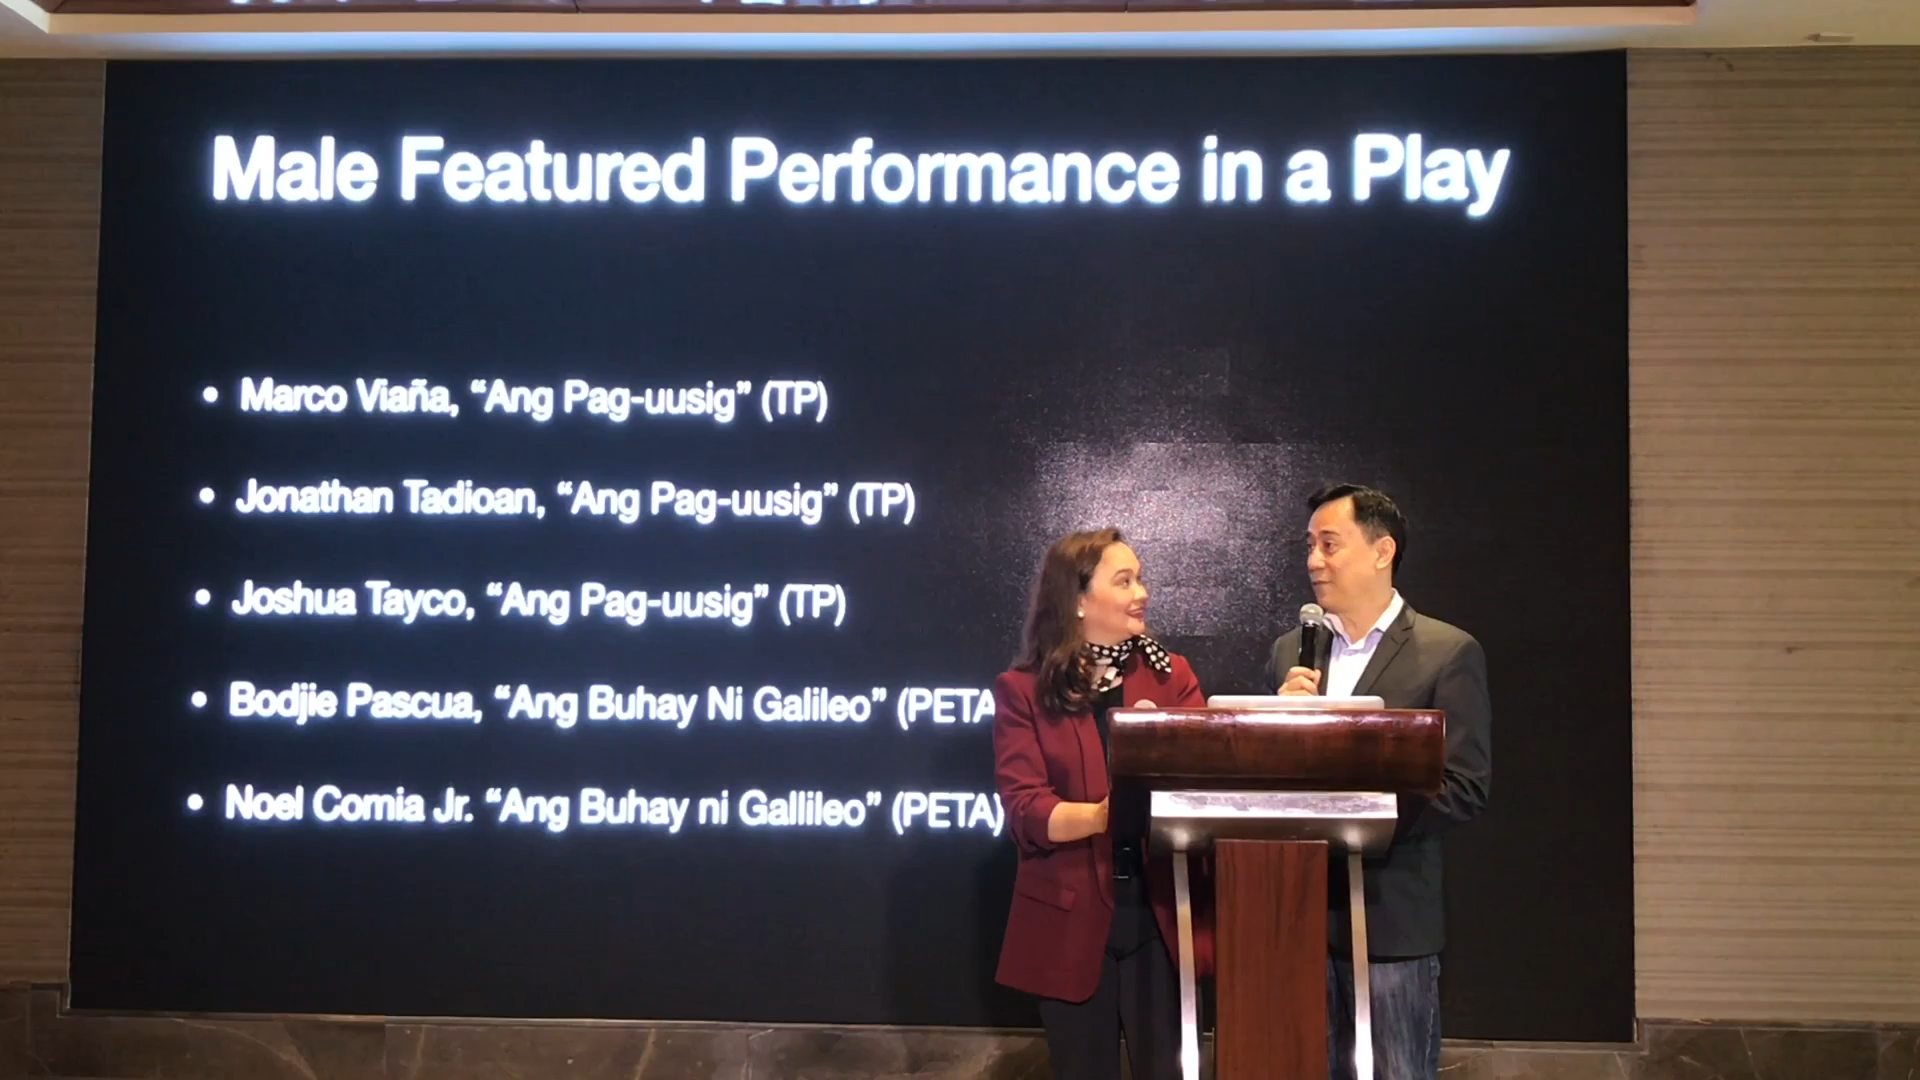 Male Featured Performance in a Play
• Marco Viaña, “Ang Pag-uusig” (TP)
• Jonathan Tadioan, “Ang Pag-uusig” (TP)
• Joshua Tayco, “Ang Pag-uusig” (TP)
• Bodjie Pascua, “Ang Buhay Ni Galileo” (PETA
• Noel Comia Jr. “Ang Buhay ni Gallileo” (PETA)